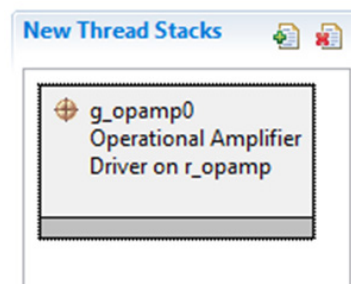 New Thread Stacks
g_opamp0
Operational Amplifier
Driver on r_opamp